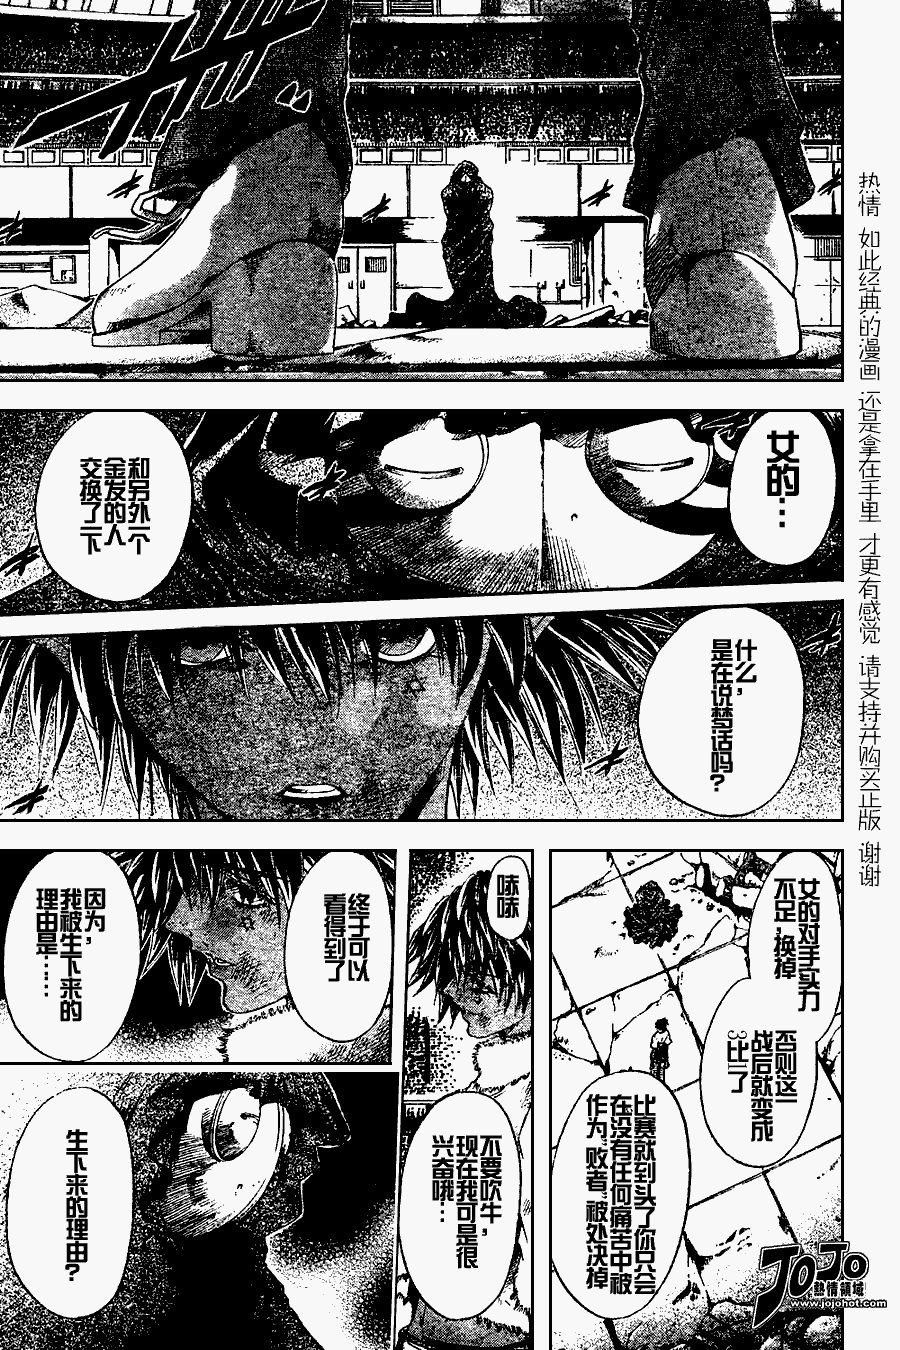 女的…
和另外一个
金发的人
交换了一下
什么，
是在说梦话吗？
女的对手实力
不足，换掉
否则这一
战后就变成
3比1了
比赛就到头了你只会
在没有任何痛苦中被
作为“败者”被处决掉
哧哧
不要吹牛，
现在我可是很
兴奋哦…
终于可以
看得到了
因为，
我被生下来的
理由是……
生下来的理由？
热情 如此经典的漫画 还是拿在手里 才更有感觉 请支持并购买正版 谢谢
JOJO
热情領域
www.jojohot.com